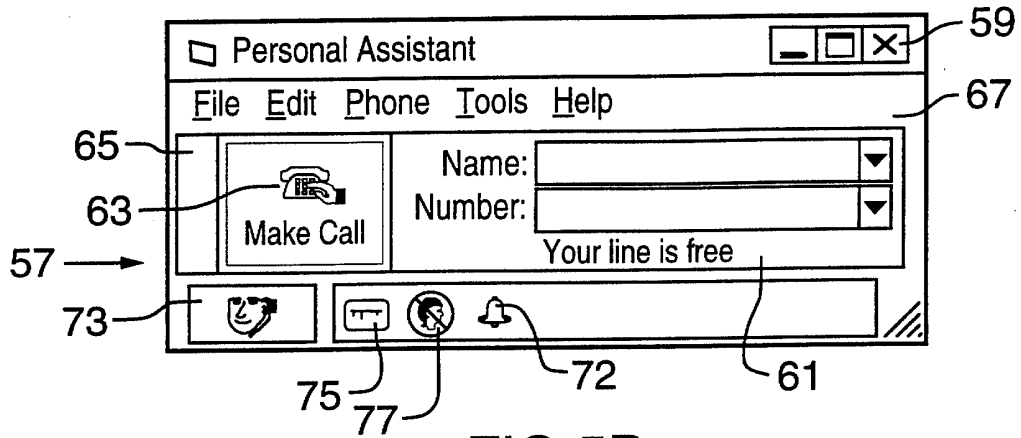 Personal Assistant
59
File Edit Phone Tools Help
67
65
Name:
63
Make Call
Number:
57
Your line is free
73
75
77
72
61